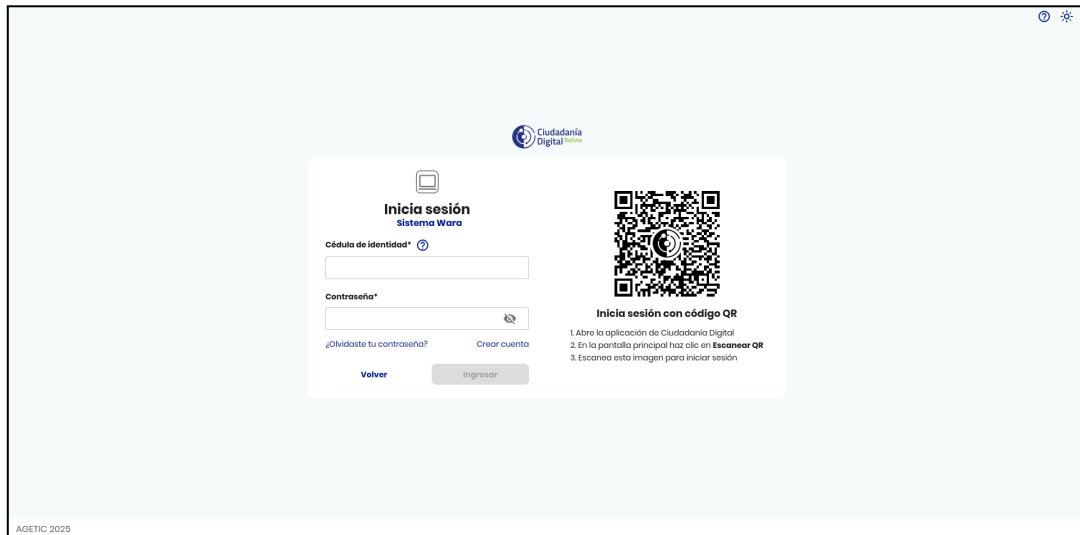 Ciudadanía
Digital Bolivia
Inicia sesión
Sistema Wara
Cédula de identidad*
Contraseña*
¿Olvidaste tu contraseña? Crear cuenta
Volver Ingresar
Inicia sesión con código QR
1. Abre la aplicación de Ciudadanía Digital
2. En la pantalla principal haz clic en Escanear QR
3. Escanea esta imagen para iniciar sesión
AGETIC 2025